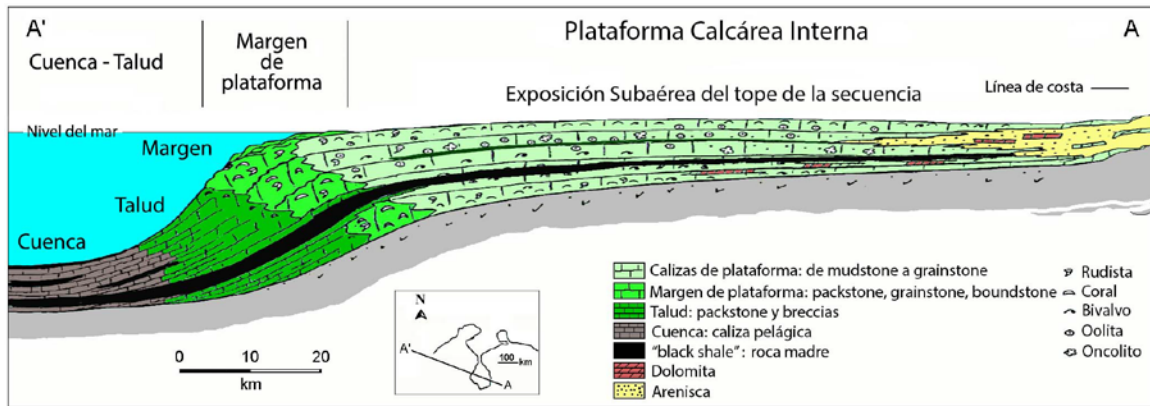 A'
Cuenca - Talud
Margen
de
plataforma
Plataforma Calcárea Interna
A
Exposición Subaérea del tope de la secuencia
Línea de costa
Nivel del mar
Margen
Talud
Cuenca
Calizas de plataforma: de mudstone a grainstone
Margen de plataforma: packstone, grainstone, boundstone
Talud: packstone y breccias
Cuenca: caliza pelágica
"black shale": roca madre
Dolomita
Arenisca
Rudista
Coral
Bivalvo
Oolita
Oncolito
0 10 20
km
N
A'
100
km
A